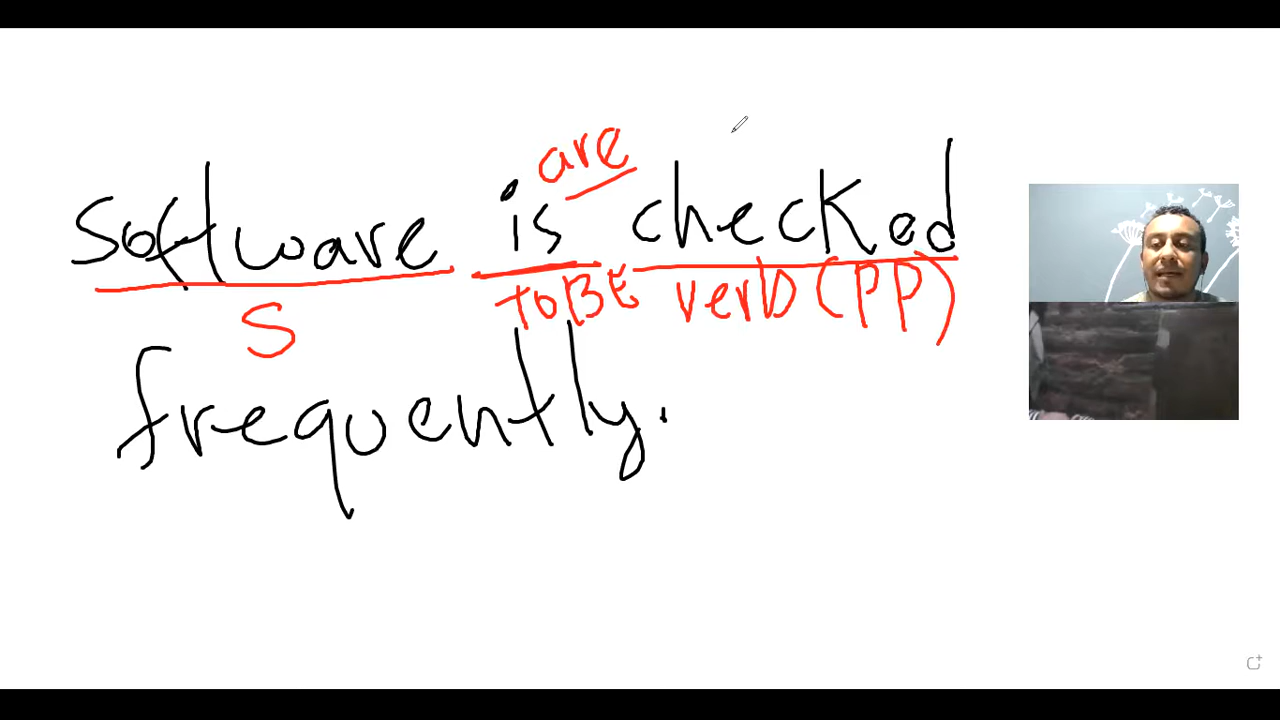 are
software is checked
S TOBE verb (PP)
frequently.